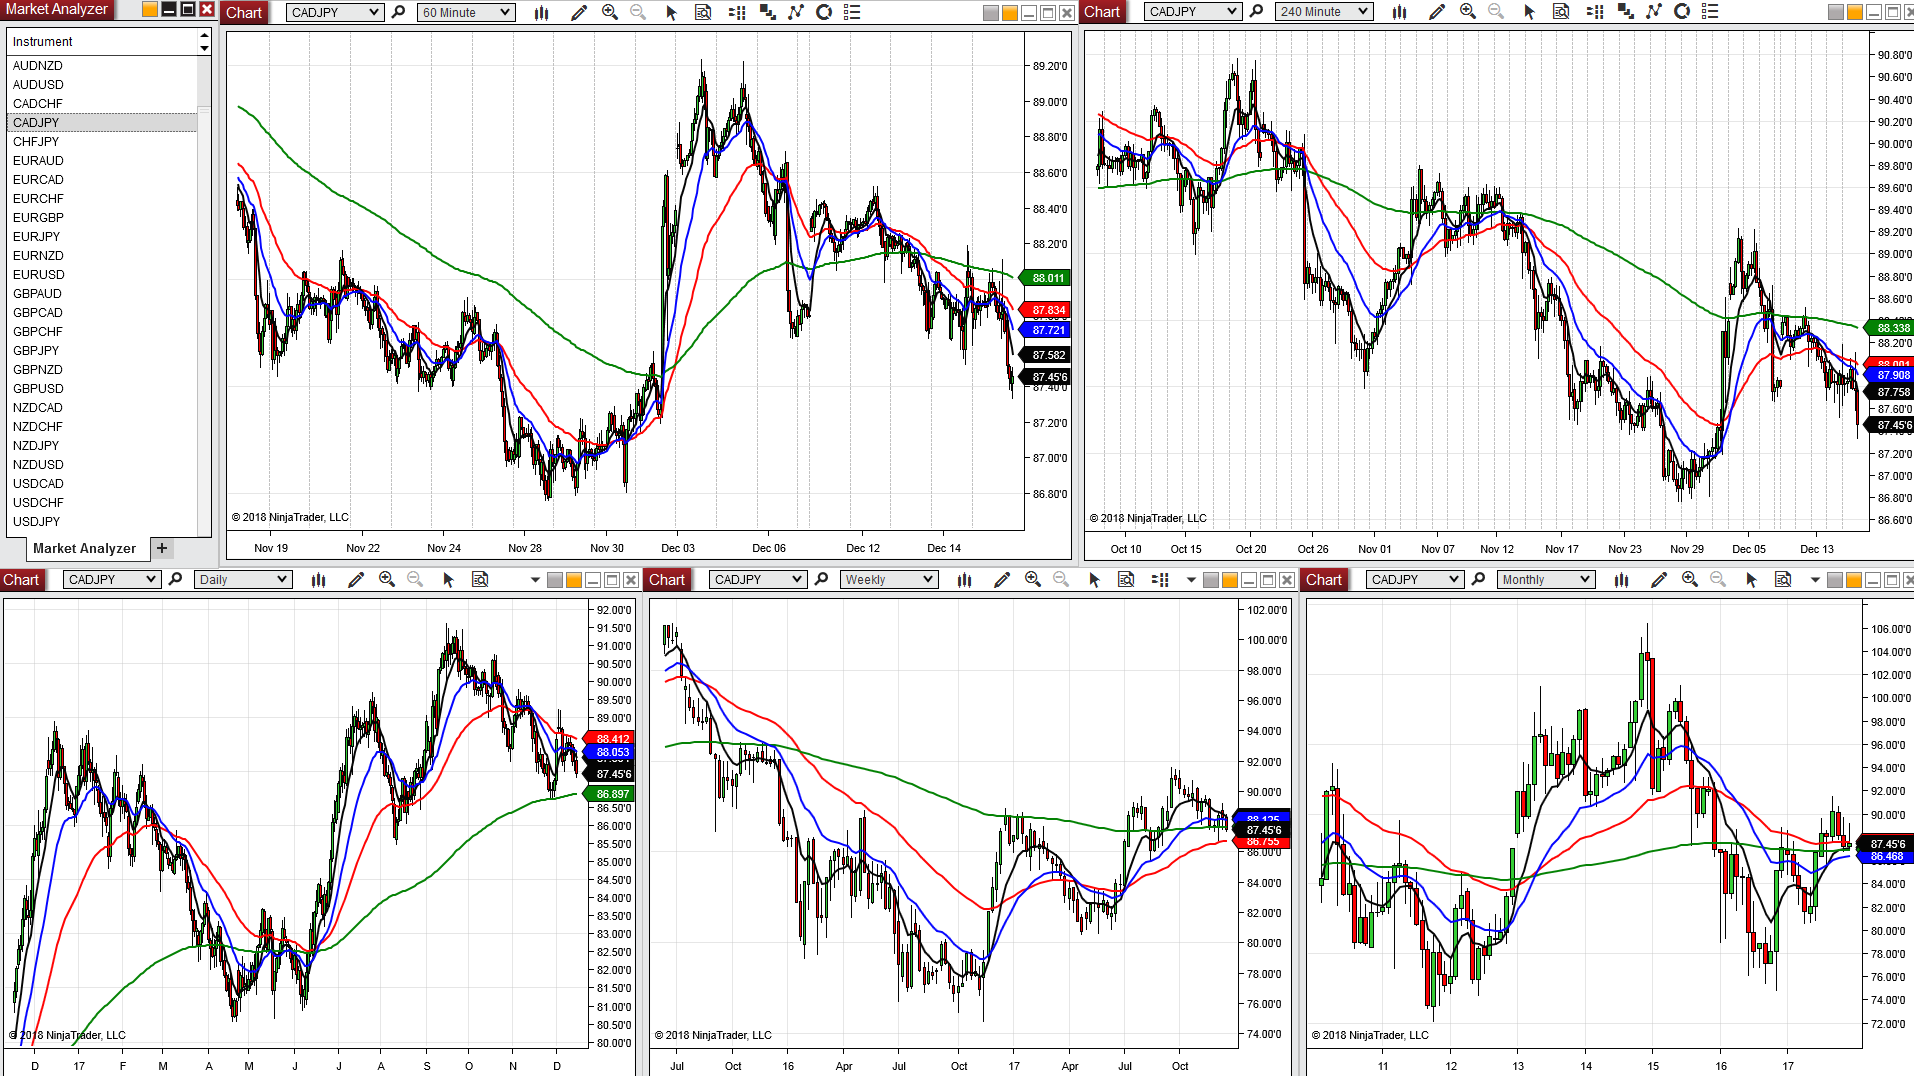 Market Analyzer
Instrument
AUDNZD
AUDUSD
CADCHF
CADJPY
CHFJPY
EURAUD
EURCAD
EURCHF
EURGBP
EURJPY
EURNZD
EURUSD
GBPAUD
GBPCAD
GBPCHF
GBPJPY
GBPNZD
GBPUSD
NZDCAD
NZDCHF
NZDJPY
NZDUSD
USDCAD
USDCHF
USDJPY
Market Analyzer +
Chart CADJPY 60 Minute
89.20'0
89.00'0
88.80'0
88.60'0
88.40'0
88.20'0
88.011
87.834
87.721
87.582
87.45'6
87.40'0
87.20'0
87.00'0
86.80'0
© 2018 NinjaTrader, LLC
Nov 19 Nov 22 Nov 24 Nov 28 Nov 30 Dec 03 Dec 06 Dec 12 Dec 14
Chart CADJPY 240 Minute
90.80'0
90.60'0
90.40'0
90.20'0
90.00'0
89.80'0
89.60'0
89.40'0
89.20'0
89.00'0
88.80'0
88.60'0
88.338
88.20'0
87.908
87.758
87.60'0
87.45'6
87.20'0
87.00'0
86.80'0
86.60'0
© 2018 NinjaTrader, LLC
Oct 10 Oct 15 Oct 20 Oct 26 Nov 01 Nov 07 Nov 12 Nov 17 Nov 23 Nov 29 Dec 05 Dec 13
Chart CADJPY Daily
92.00'0
91.50'0
91.00'0
90.50'0
90.00'0
89.50'0
89.00'0
88.412
88.053
87.45'6
86.897
86.50'0
86.00'0
85.50'0
85.00'0
84.50'0
84.00'0
83.50'0
83.00'0
82.50'0
82.00'0
81.50'0
81.00'0
80.50'0
80.00'0
© 2018 NinjaTrader, LLC
D 17 F M A M J J A S O N D
Chart CADJPY Weekly
102.00'0
100.00'0
98.00'0
96.00'0
94.00'0
92.00'0
90.00'0
88.125
87.45'6
86.755
86.00'0
84.00'0
82.00'0
80.00'0
78.00'0
76.00'0
74.00'0
© 2018 NinjaTrader, LLC
Jul Oct 16 Apr Jul Oct 17 Apr Jul Oct
Chart CADJPY Monthly
106.00'0
104.00'0
102.00'0
100.00'0
98.00'0
96.00'0
94.00'0
92.00'0
90.00'0
87.45'6
86.468
84.00'0
82.00'0
80.00'0
78.00'0
76.00'0
74.00'0
72.00'0
© 2018 NinjaTrader, LLC
11 12 13 14 15 16 17